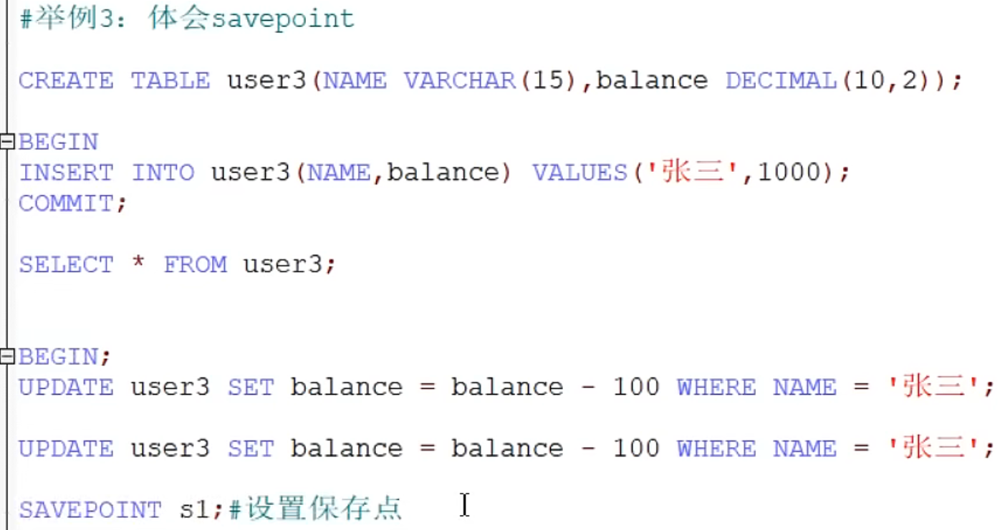 #举例3：体会savepoint
CREATE TABLE user3(NAME VARCHAR(15),balance DECIMAL(10,2));
BEGIN
INSERT INTO user3(NAME,balance) VALUES('张三',1000);
COMMIT;
SELECT * FROM user3;
BEGIN;
UPDATE user3 SET balance = balance - 100 WHERE NAME = '张三';
UPDATE user3 SET balance = balance - 100 WHERE NAME = '张三';
SAVEPOINT s1;#设置保存点